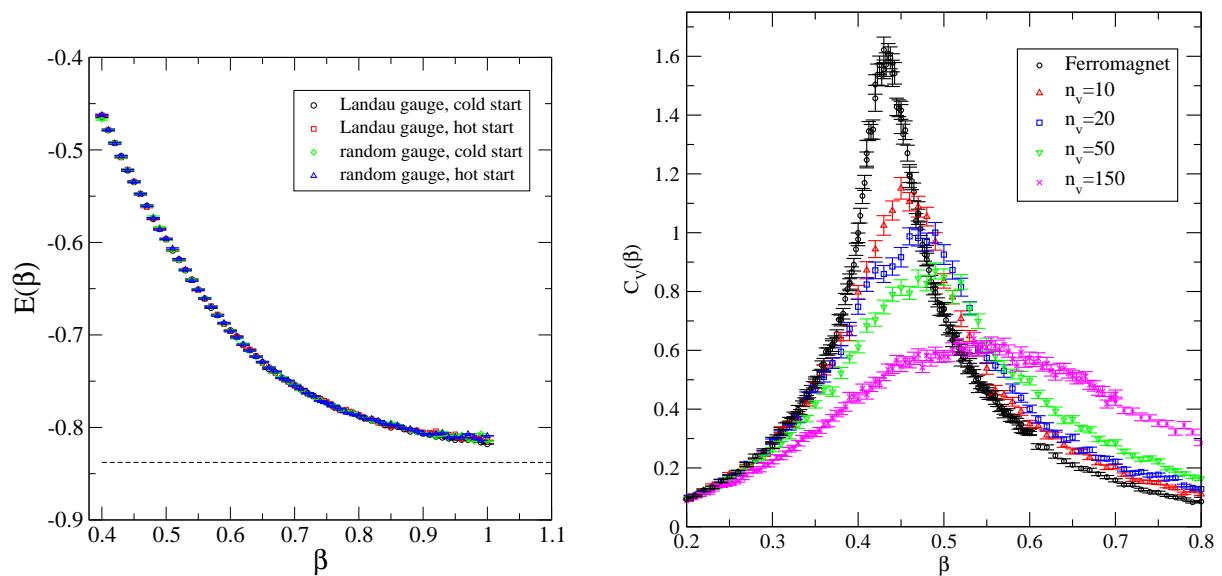 -0.4
-0.5
-0.6
-0.7
-0.8
-0.9
E(β)
0.4 0.5 0.6 0.7 0.8 0.9 1 1.1
β
Landau gauge, cold start
Landau gauge, hot start
random gauge, cold start
random gauge, hot start
1.6
1.4
1.2
1
0.8
0.6
0.4
0.2
0
C_V(β)
0.2 0.3 0.4 0.5 0.6 0.7 0.8
β
Ferromagnet
n_v=10
n_v=20
n_v=50
n_v=150